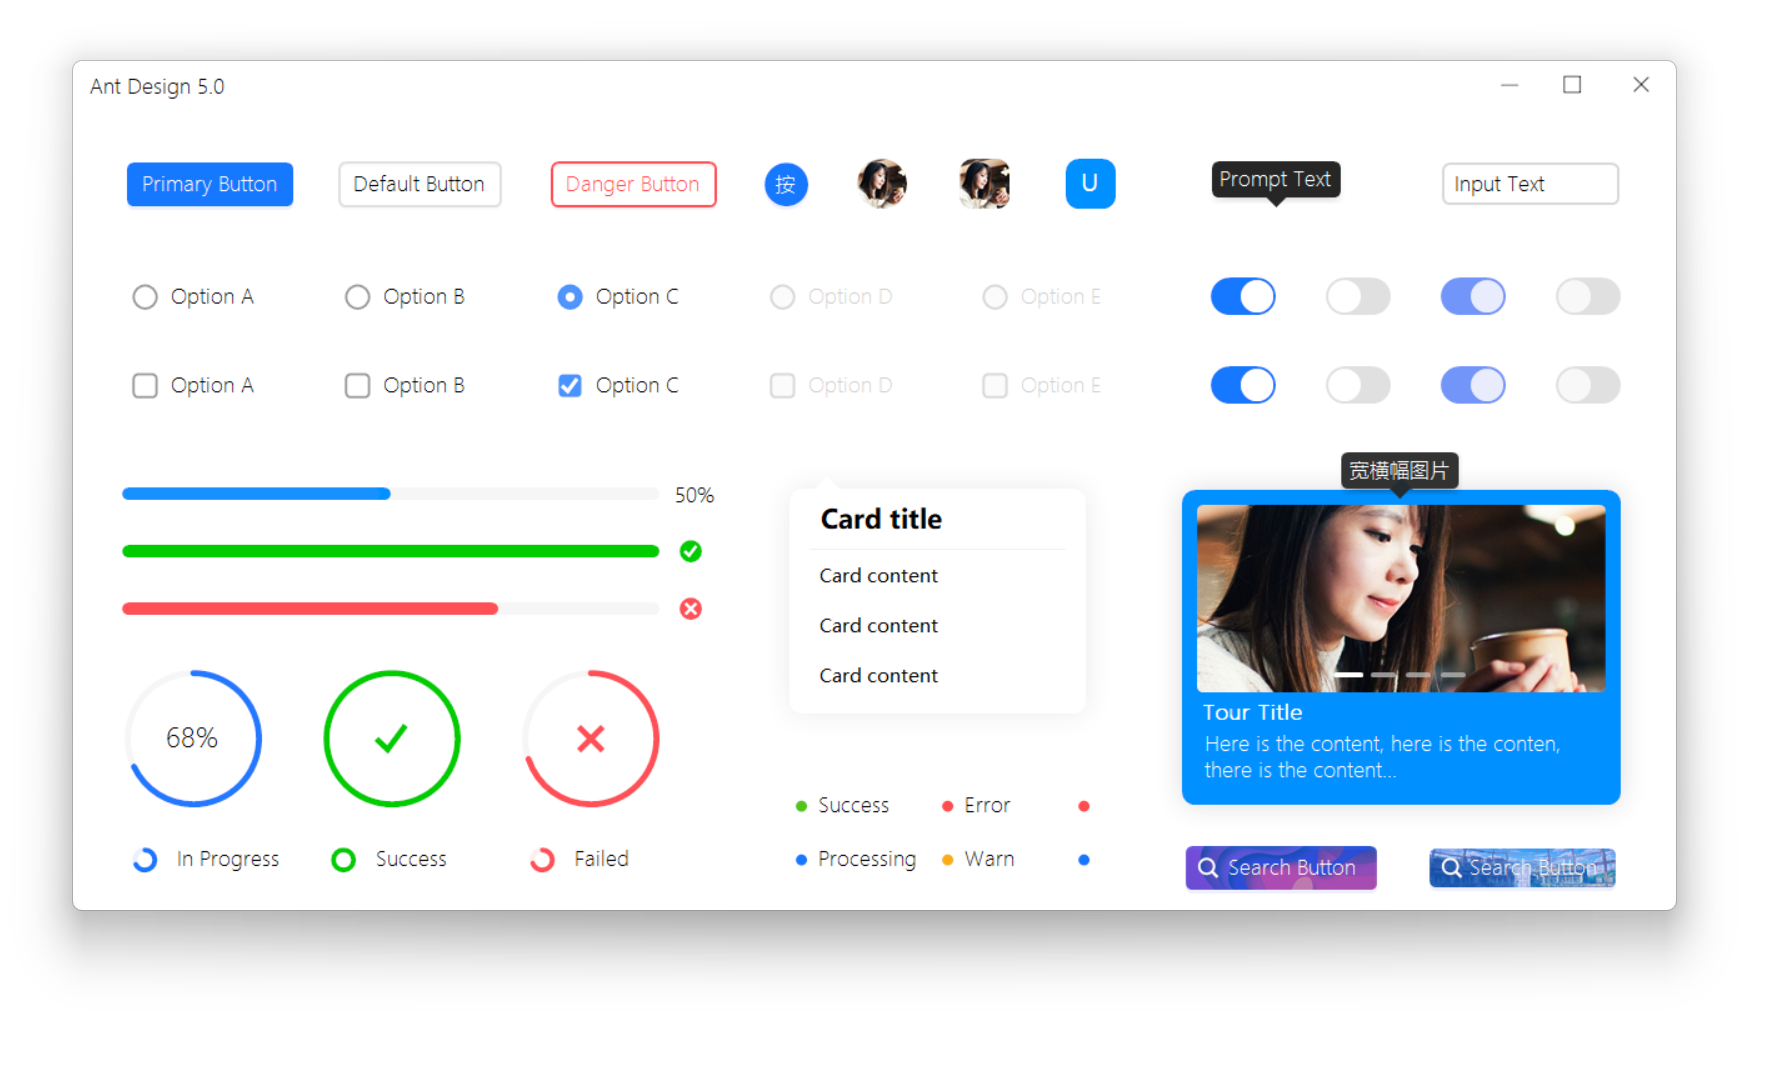 Ant Design 5.0
Primary Button
Default Button
Danger Button
按
U
Prompt Text
Input Text
Option A
Option B
Option C
Option D
Option E
Option A
Option B
Option C
Option D
Option E
50%
68%
In Progress
Success
Failed
Card title
Card content
Card content
Card content
Success
Error
Processing
Warn
宽横幅图片
Tour Title
Here is the content, here is the conten,
there is the content...
Search Button
Search Button